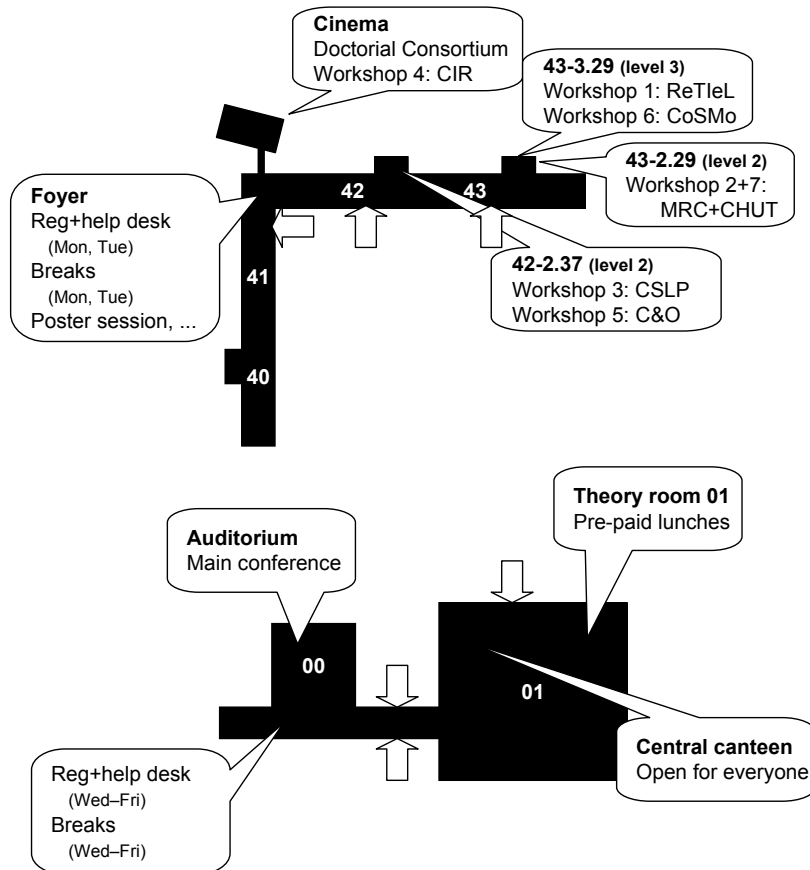 Cinema
Doctorial Consortium
Workshop 4: CIR
43-3.29 (level 3)
Workshop 1: ReTIeL
Workshop 6: CoSMo
43-2.29 (level 2)
Workshop 2+7:
MRC+CHUT
Foyer
Reg+help desk
(Mon, Tue)
Breaks
(Mon, Tue)
Poster session, ...
42
43
41
40
42-2.37 (level 2)
Workshop 3: CSLP
Workshop 5: C&O
Theory room 01
Pre-paid lunches
Auditorium
Main conference
00
01
Central canteen
Open for everyone
Reg+help desk
(Wed–Fri)
Breaks
(Wed–Fri)